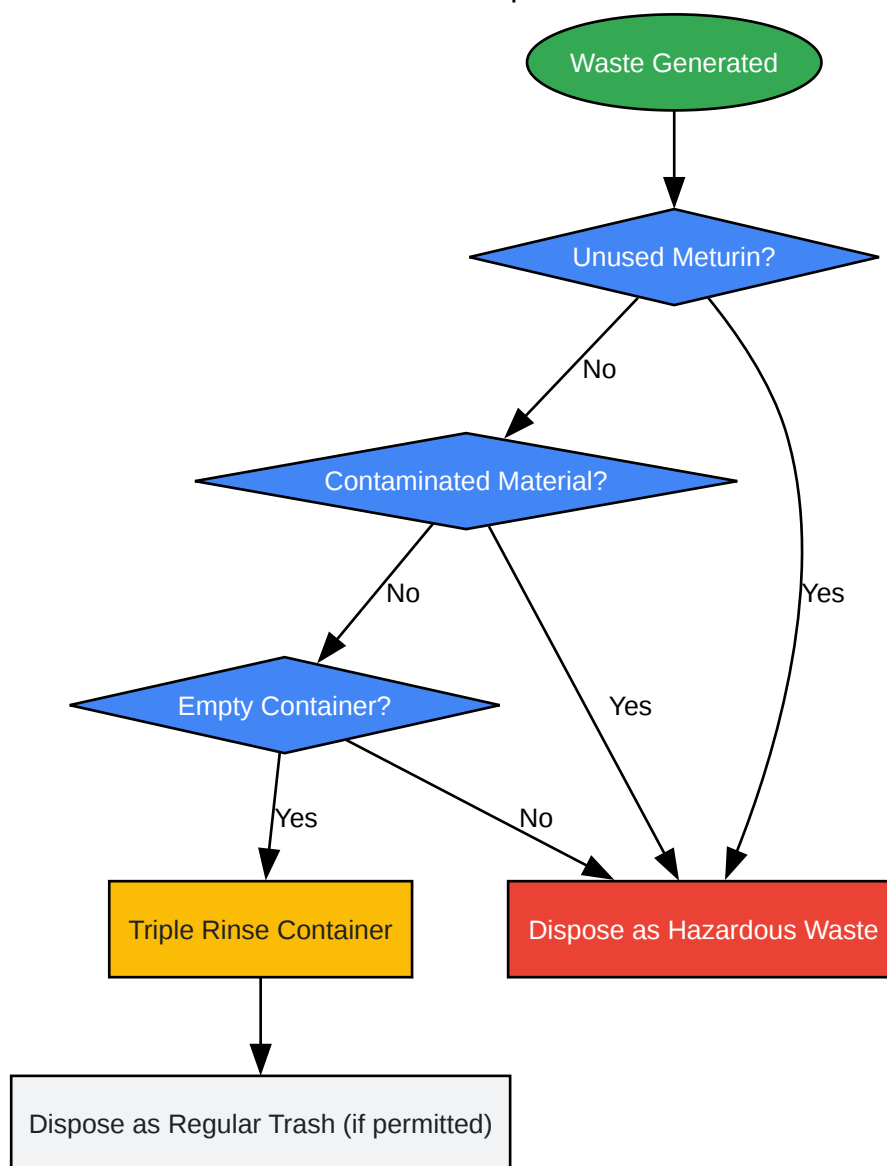 Waste Generated
Unused Meturin?
No
Contaminated Material?
No
Yes
Yes
Empty Container?
Yes
No
Triple Rinse Container
Dispose as Hazardous Waste
Dispose as Regular Trash (if permitted)